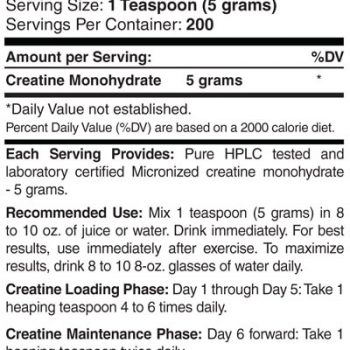 Serving Size: 1 Teaspoon (5 grams)
Servings Per Container: 200
Amount per Serving: %DV
Creatine Monohydrate 5 grams *
*Daily Value not established.
Percent Daily Value (%DV) are based on a 2000 calorie diet.
Each Serving Provides: Pure HPLC tested and
laboratory certified Micronized creatine monohydrate
- 5 grams.
Recommended Use: Mix 1 teaspoon (5 grams) in 8
to 10 oz. of juice or water. Drink immediately. For best
results, use immediately after exercise. To maximize
results, drink 8 to 10 8-oz. glasses of water daily.
Creatine Loading Phase: Day 1 through Day 5: Take 1
heaping teaspoon 4 to 6 times daily.
Creatine Maintenance Phase: Day 6 forward: Take 1
heaping teaspoon twice daily.